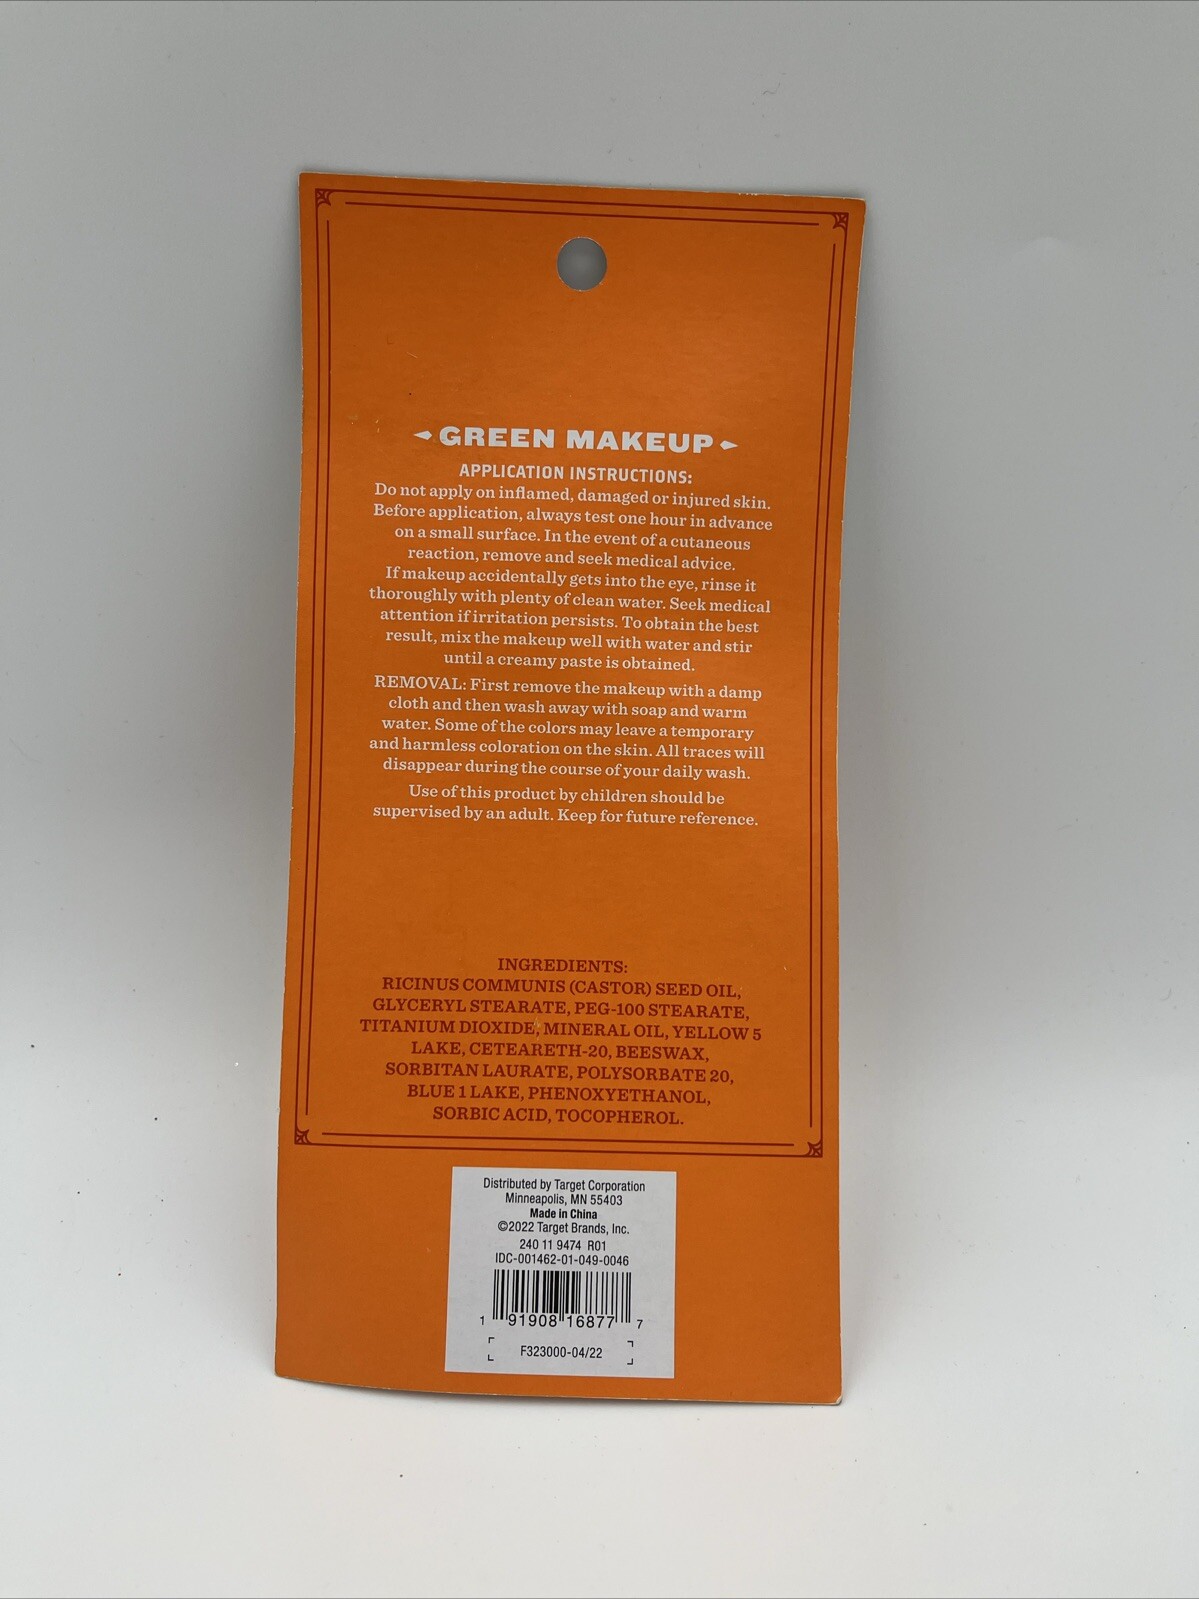 GREEN MAKEUP
APPLICATION INSTRUCTIONS:
Do not apply on inflamed, damaged or injured skin.
Before application, always test one hour in advance
on a small surface. In the event of a cutaneous
reaction, remove and seek medical advice.
If makeup accidentally gets into the eye, rinse it
thoroughly with plenty of clean water. Seek medical
attention if irritation persists. To obtain the best
result, mix the makeup well with water and stir
until a creamy paste is obtained.
REMOVAL: First remove the makeup with a damp
cloth and then wash away with soap and warm
water. Some of the colors may leave a temporary
and harmless coloration on the skin. All traces will
disappear during the course of your daily wash.
Use of this product by children should be
supervised by an adult. Keep for future reference.
INGREDIENTS:
RICINUS COMMUNIS (CASTOR) SEED OIL,
GLYCERYL STEARATE, PEG-100 STEARATE,
TITANIUM DIOXIDE, MINERAL OIL, YELLOW 5
LAKE, CETEARETH-20, BEESWAX,
SORBITAN LAURATE, POLYSORBATE 20,
BLUE 1 LAKE, PHENOXYETHANOL,
SORBIC ACID, TOCOPHEROL.
Distributed by Target Corporation
Minneapolis, MN 55403
Made in China
©2022 Target Brands, Inc.
240 11 9474 R01
IDC-001462-01-049-0046
1 91908 16877 7
F323000-04/22